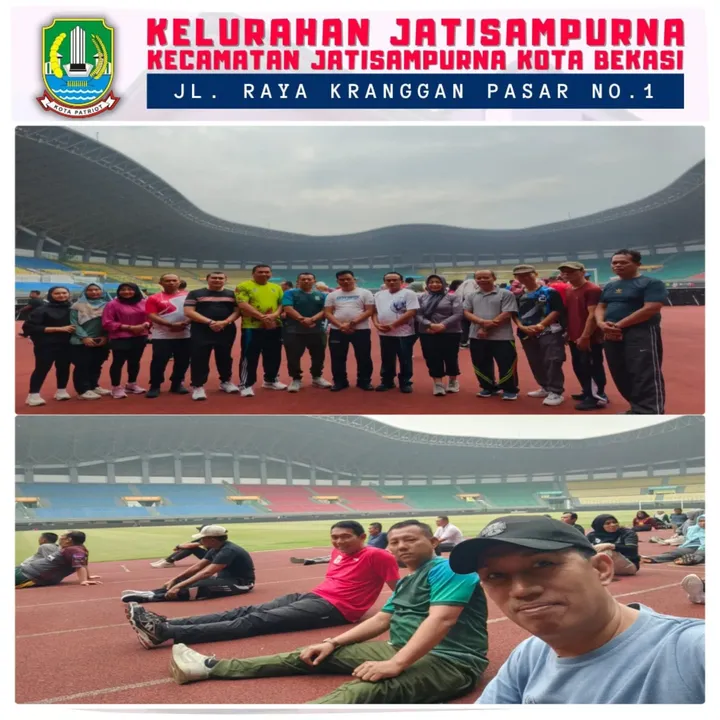 KELURAHAN JATISAMPURNA
KECAMATAN JATISAMPURNA KOTA BEKASI
JL. RAYA KRANGGAN PASAR NO.1
KOTA PATRIOT